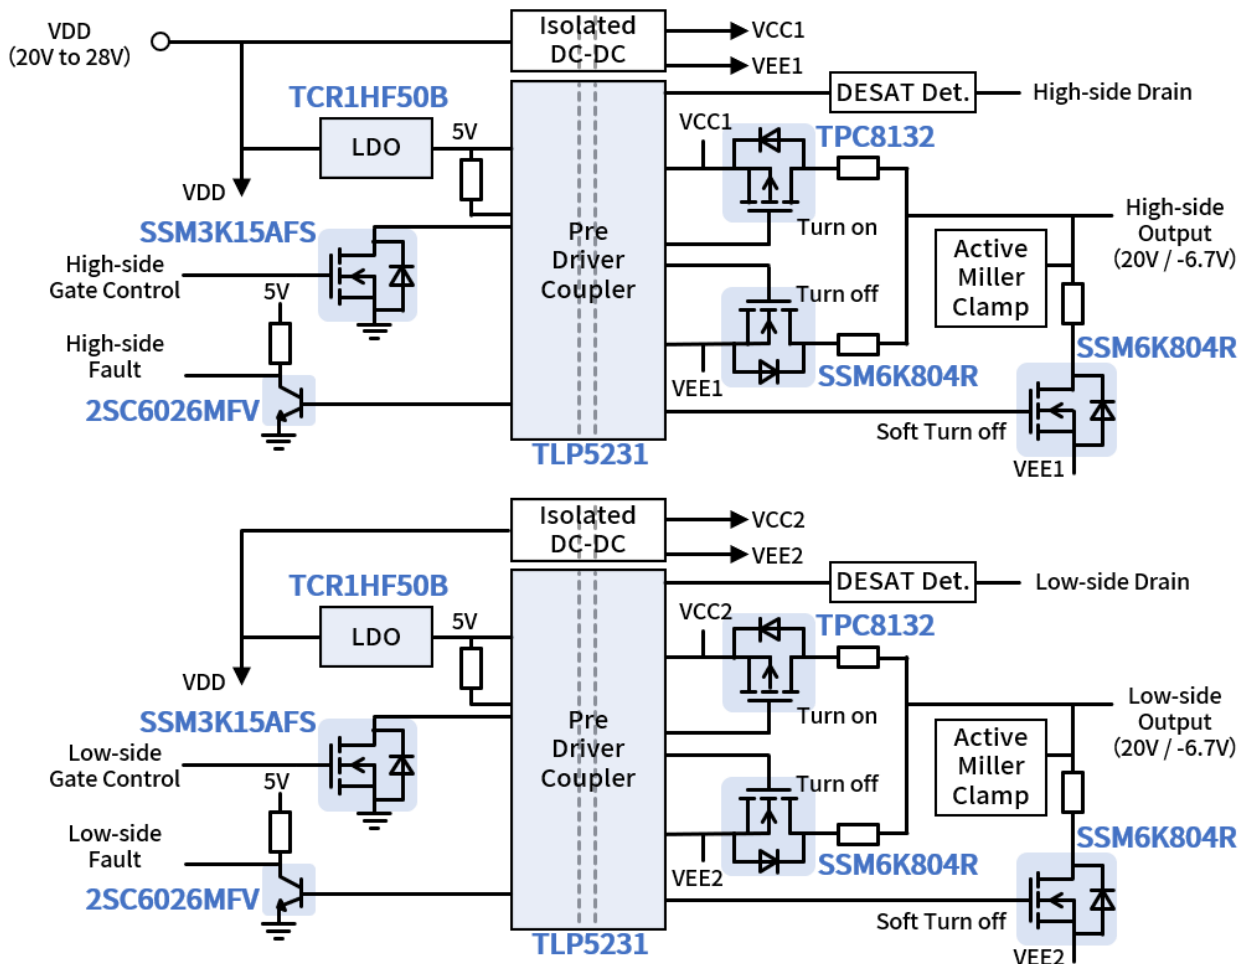 VDD
(20V to 28V)
Isolated
DC-DC
VCC1
VEE1
TCR1HF50B
LDO
5V
VDD
DESAT Det.
High-side Drain
VCC1
TPC8132
Turn on
SSM3K15AFS
High-side
Gate Control
5V
High-side
Fault
2SC6026MFV
Pre
Driver
Coupler
TLP5231
Turn off
VEE1
SSM6K804R
High-side
Output
(20V / -6.7V)
Active
Miller
Clamp
SSM6K804R
Soft Turn off
VEE1
Isolated
DC-DC
VCC2
VEE2
TCR1HF50B
LDO
5V
VDD
DESAT Det.
Low-side Drain
VCC2
TPC8132
Turn on
SSM3K15AFS
Low-side
Gate Control
5V
Low-side
Fault
2SC6026MFV
Pre
Driver
Coupler
TLP5231
Turn off
VEE2
SSM6K804R
Low-side
Output
(20V / -6.7V)
Active
Miller
Clamp
SSM6K804R
Soft Turn off
VEE2